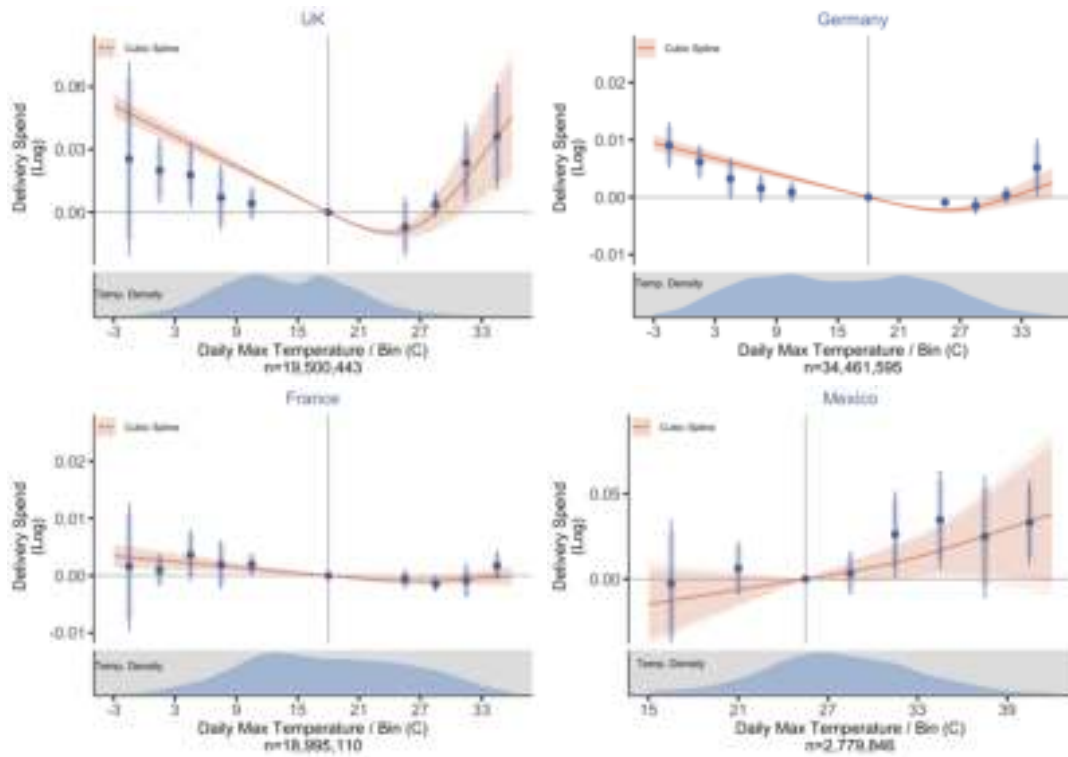 UK
Cubic Spline
0.06
0.03
0.00
Delivery Spend
(Log)
Temp. Density
-3 3 9 15 21 27 33
Daily Max Temperature / Bin (C)
n=19,500,443
Germany
Cubic Spline
0.02
0.01
0.00
-0.01
Delivery Spend
(Log)
Temp. Density
-3 3 9 15 21 27 33
Daily Max Temperature / Bin (C)
n=34,461,595
France
Cubic Spline
0.02
0.01
0.00
-0.01
Delivery Spend
(Log)
Temp. Density
-3 3 9 15 21 27 33
Daily Max Temperature / Bin (C)
n=18,995,110
Mexico
Cubic Spline
0.05
0.00
Delivery Spend
(Log)
Temp. Density
15 21 27 33 39
Daily Max Temperature / Bin (C)
n=2,779,846